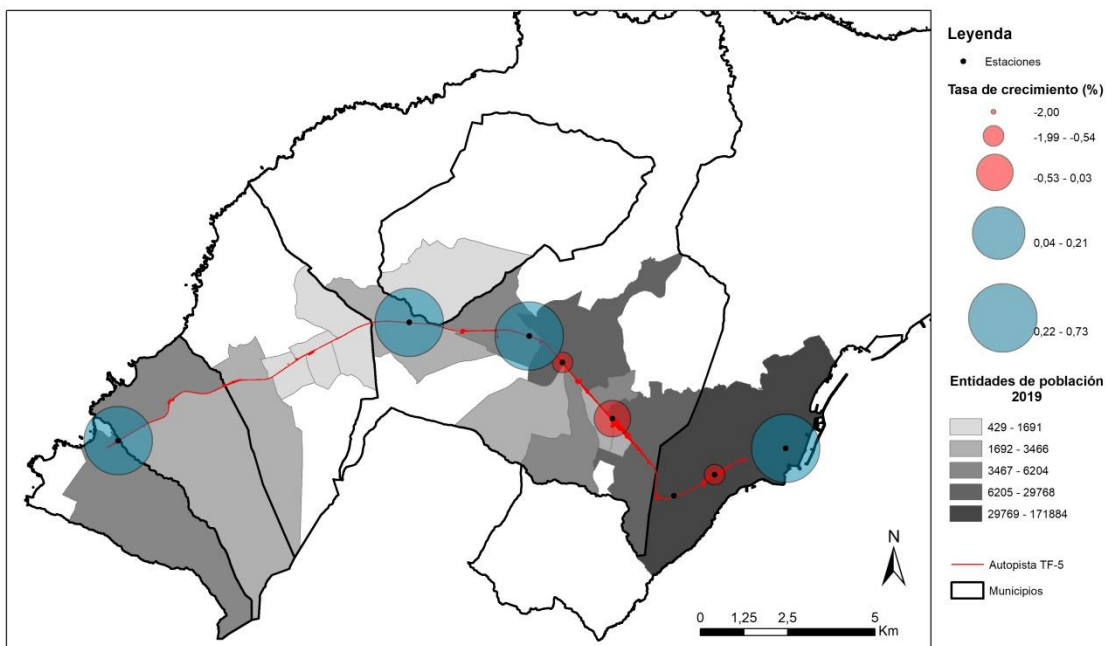 Leyenda
Estaciones
Tasa de crecimiento (%)
-2,00
-1,99 - -0,54
-0,53 - 0,03
0,04 - 0,21
0,22 - 0,73
Entidades de población
2019
429 - 1691
1692 - 3466
3467 - 6204
6205 - 29768
29769 - 171884
Autopista TF-5
Municipios
N
0 1,25 2,5 5
Km